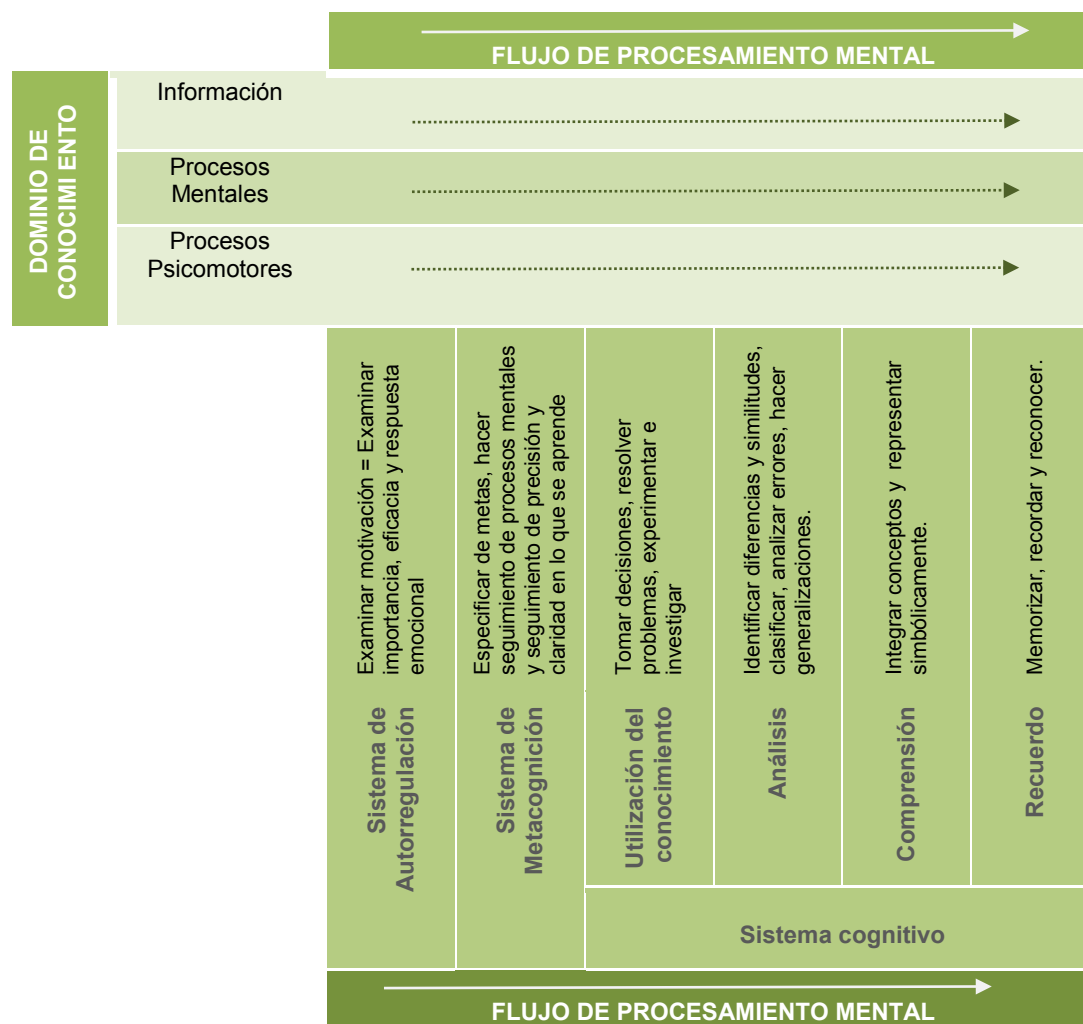 FLUJO DE PROCESAMIENTO MENTAL
DOMINIO DE
CONOCIMI ENTO
Información
Procesos
Mentales
Procesos
Psicomotores
Examinar motivación = Examinar
importancia, eficacia y respuesta
emocional
Sistema de
Autorregulación
Especificar de metas, hacer
seguimiento de procesos mentales
y seguimiento de precisión y
claridad en lo que se aprende
Sistema de
Metacognición
Tomar decisiones, resolver
problemas, experimentar e
investigar
Utilización del
conocimiento
Identificar diferencias y similitudes,
clasificar, analizar errores, hacer
generalizaciones.
Análisis
Integrar conceptos y representar
simbólicamente.
Comprensión
Memorizar, recordar y reconocer.
Recuerdo
Sistema cognitivo
FLUJO DE PROCESAMIENTO MENTAL